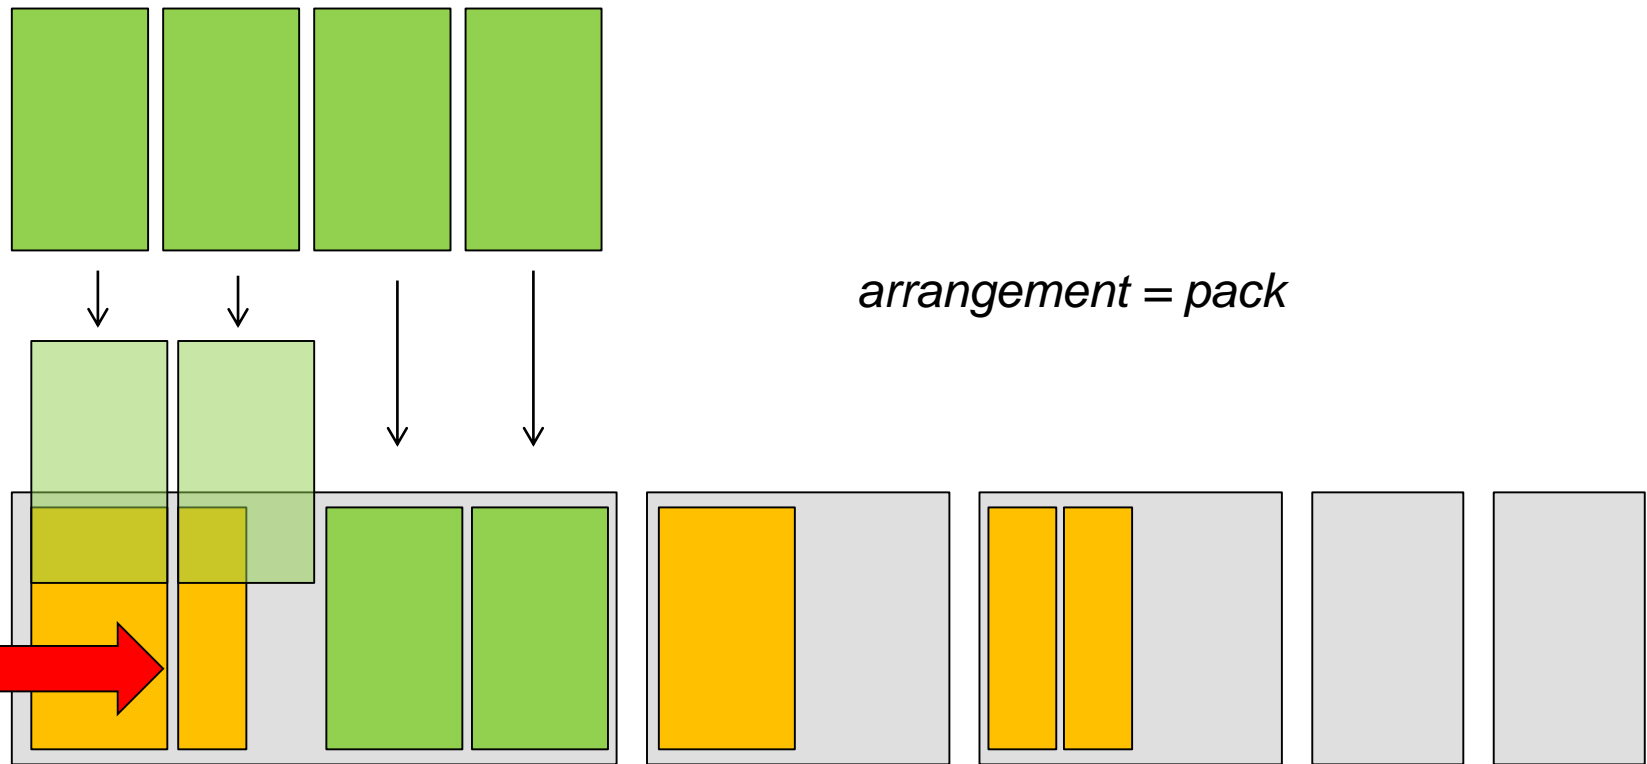 arrangement = pack